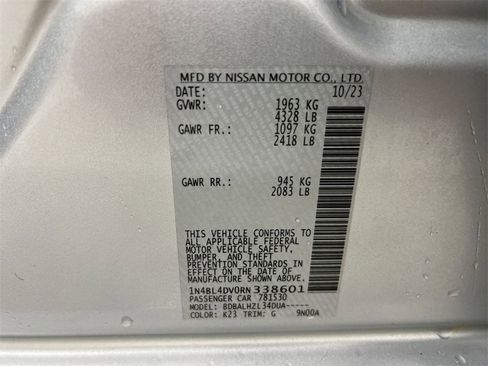 MFD BY NISSAN MOTOR CO., LTD.
DATE: 10/23
GVWR: 1963 KG
4328 LB
GAWR FR.: 1097 KG
2418 LB
GAWR RR.: 945 KG
2083 LB
THIS VEHICLE CONFORMS TO
ALL APPLICABLE FEDERAL
MOTOR VEHICLE SAFETY,
BUMPER, AND THEFT
PREVENTION STANDARDS IN
EFFECT ON THE DATE OF
MANUFACTURE SHOWN ABOVE.
1N4BL4DV0RN338601
PASSENGER CAR 781530
MODEL: BDBALHZL34DUA-----
COLOR: K23 TRIM: G 9N00A